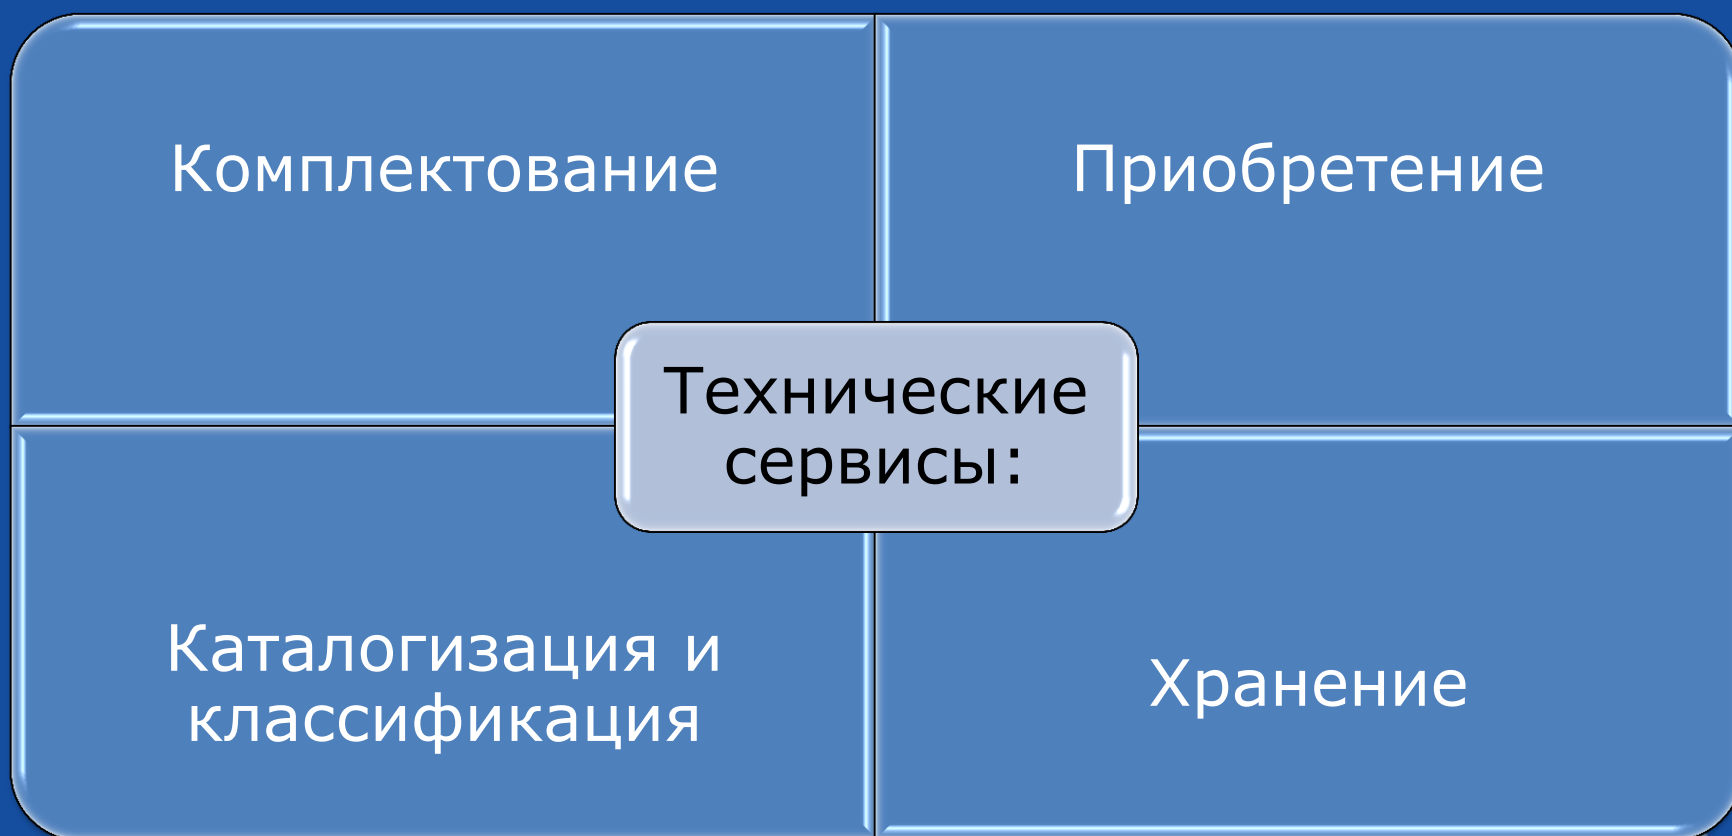 Комплектование
Приобретение
Технические
сервисы:
Каталогизация и
классификация
Хранение